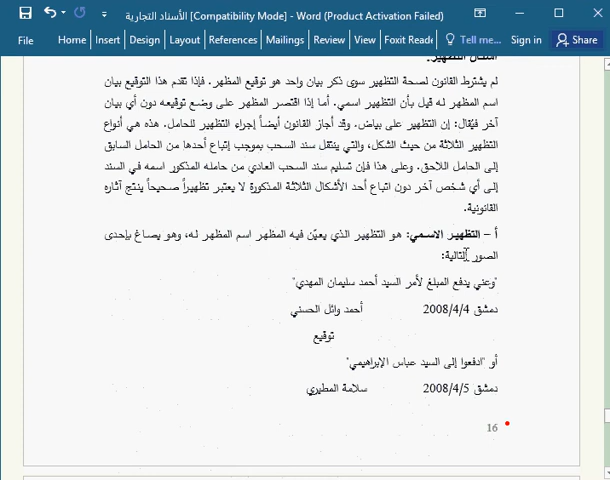 الأسناد التجارية [Compatibility Mode] - Word (Product Activation Failed)
File Home Insert Design Layout References Mailings Review View Foxit Reade Tell me... Sign in Share
أشكال التظهير:
لم يشترط القانون لصحة التظهير سوى ذكر بيان واحد هو توقيع المظهر. فإذا تقدم هذا التوقيع بيان
اسم المظهر له قيل بأن التظهير اسمي. أما إذا اقتصر المظهر على وضع توقيعه دون أي بيان
آخر فيُقال: إن التظهير على بياض. وقد أجاز القانون أيضاً إجراء التظهير للحامل. هذه هي أنواع
التظهير الثلاثة من حيث الشكل، والتي ينتقل سند السحب بموجب إتباع أحدها من الحامل السابق
إلى الحامل اللاحق. وعلى هذا فإن تسليم سند السحب العادي من حامله المذكور اسمه في السند
إلى أي شخص آخر دون اتباع أحد الأشكال الثلاثة المذكورة لا يعتبر تظهيراً صحيحاً ينتج آثاره
القانونية.
أ – التظهير الاسمي: هو التظهير الذي يعيّن فيه المظهر اسم المظهر له، وهو يصاغ بإحدى
الصور التالية:
"وعني يدفع المبلغ لأمر السيد أحمد سليمان المهدي"
دمشق 2008/4/4 أحمد وائل الحسني
توقيع
أو "ادفعوا إلى السيد عباس الإبراهيمي"
دمشق 2008/4/5 سلامة المطيري
16